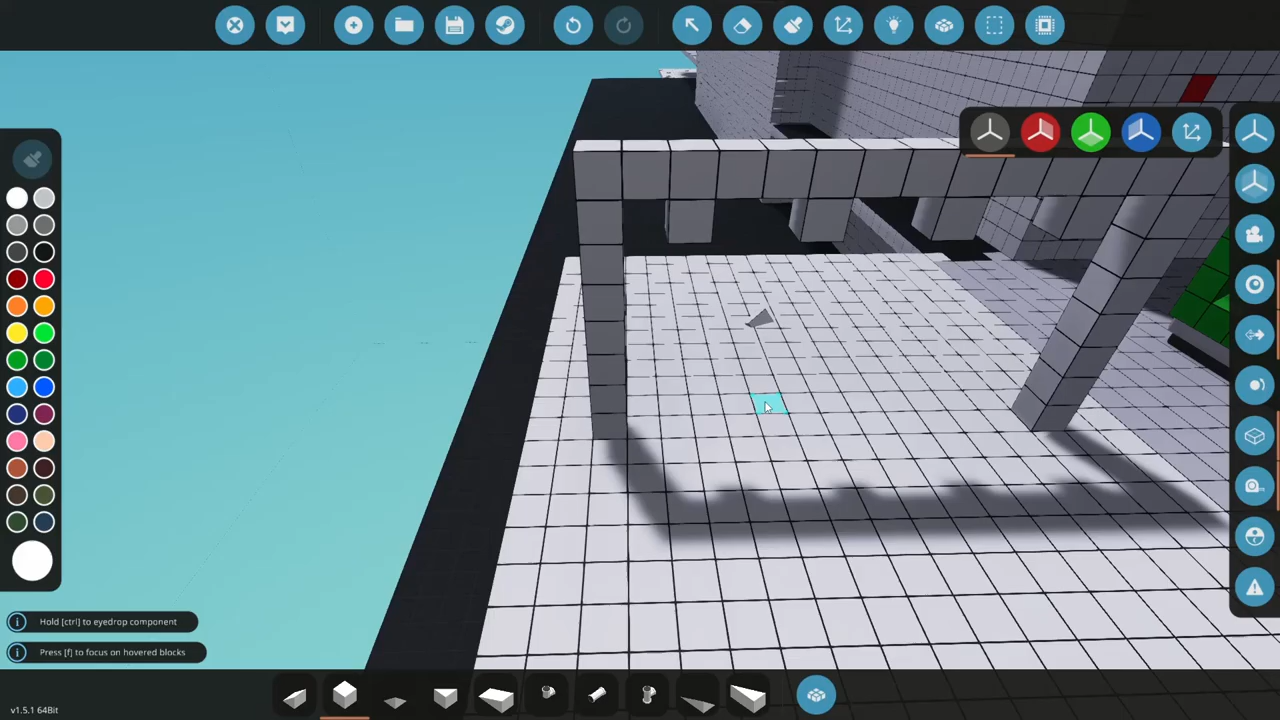 Hold [ctrl] to eyedrop component
Press [f] to focus on hovered blocks
v1.5.1 64Bit